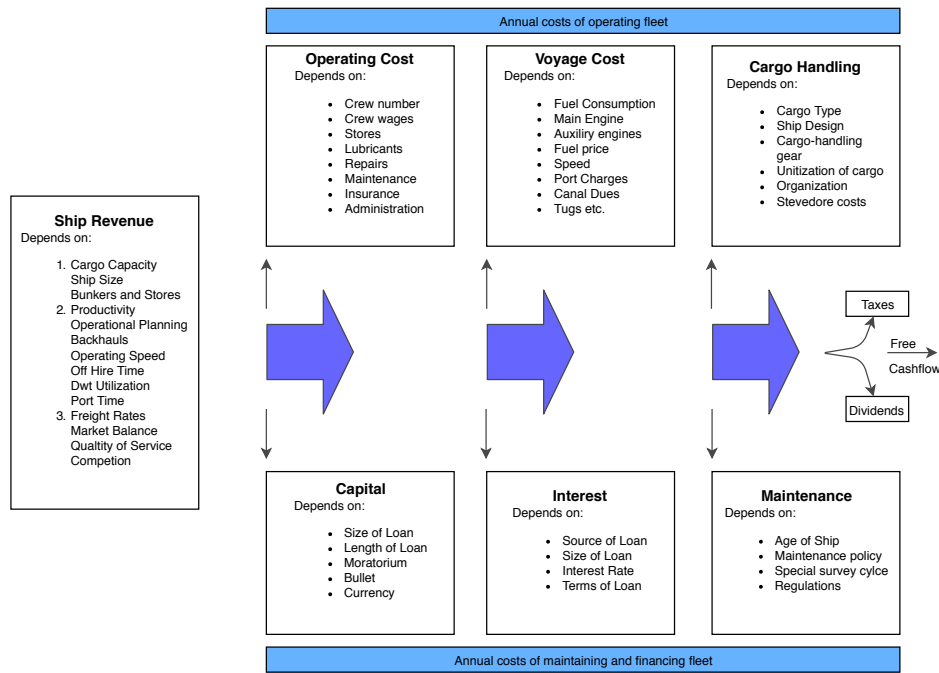 Annual costs of operating fleet
Operating Cost
Depends on:
• Crew number
• Crew wages
• Stores
• Lubricants
• Repairs
• Maintenance
• Insurance
• Administration
Voyage Cost
Depends on:
• Fuel Consumption
• Main Engine
• Auxiliry engines
• Fuel price
• Speed
• Port Charges
• Canal Dues
• Tugs etc.
Cargo Handling
Depends on:
• Cargo Type
• Ship Design
• Cargo-handling
gear
• Unitization of cargo
• Organization
• Stevedore costs
Ship Revenue
Depends on:
1. Cargo Capacity
Ship Size
Bunkers and Stores
2. Productivity
Operational Planning
Backhauls
Operating Speed
Off Hire Time
Dwt Utilization
Port Time
3. Freight Rates
Market Balance
Qualtity of Service
Competion
Taxes
Free
Cashflow
Dividends
Capital
Depends on:
• Size of Loan
• Length of Loan
• Moratorium
• Bullet
• Currency
Interest
Depends on:
• Source of Loan
• Size of Loan
• Interest Rate
• Terms of Loan
Maintenance
Depends on:
• Age of Ship
• Maintenance policy
• Special survey cylce
• Regulations
Annual costs of maintaining and financing fleet